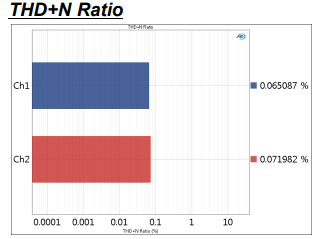 THD+N Ratio
THD+N Ratio
AP
Ch1
0.065087 %
Ch2
0.071982 %
0.0001 0.001 0.01 0.1 1 10
THD+N Ratio (%)